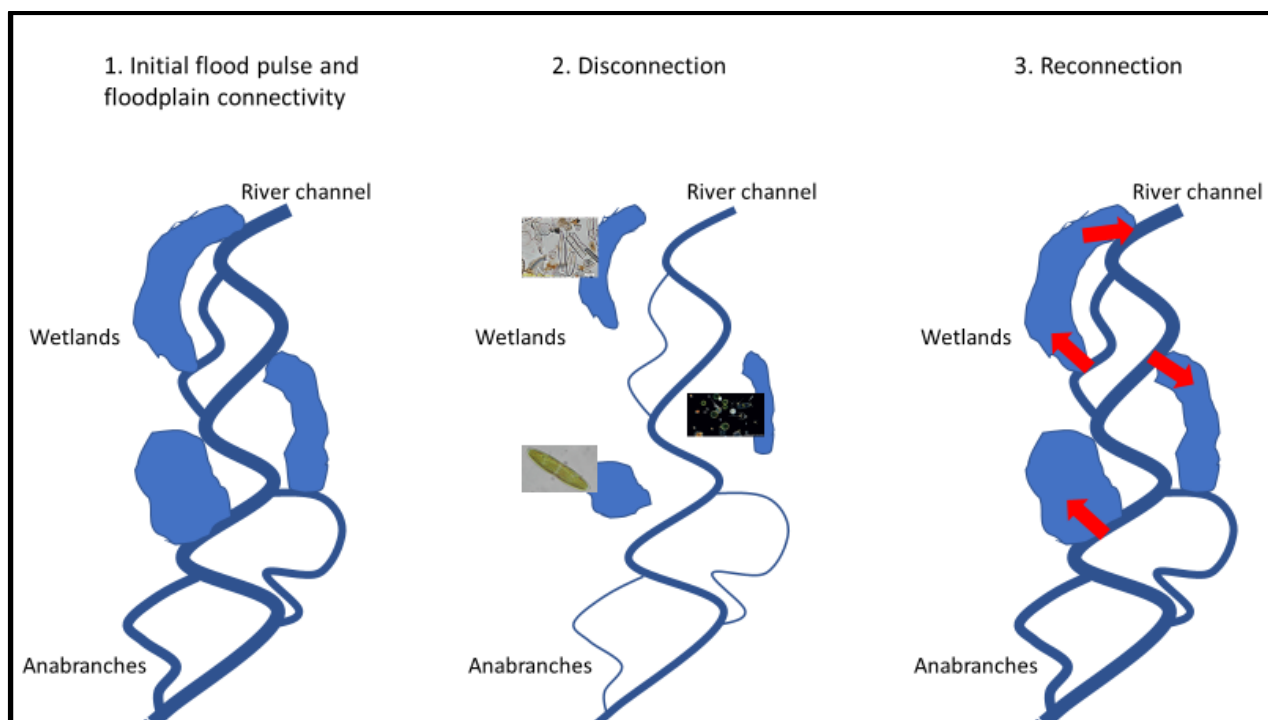 1. Initial flood pulse and
floodplain connectivity
2. Disconnection
3. Reconnection
River channel
River channel
River channel
Wetlands
Wetlands
Wetlands
Anabranches
Anabranches
Anabranches